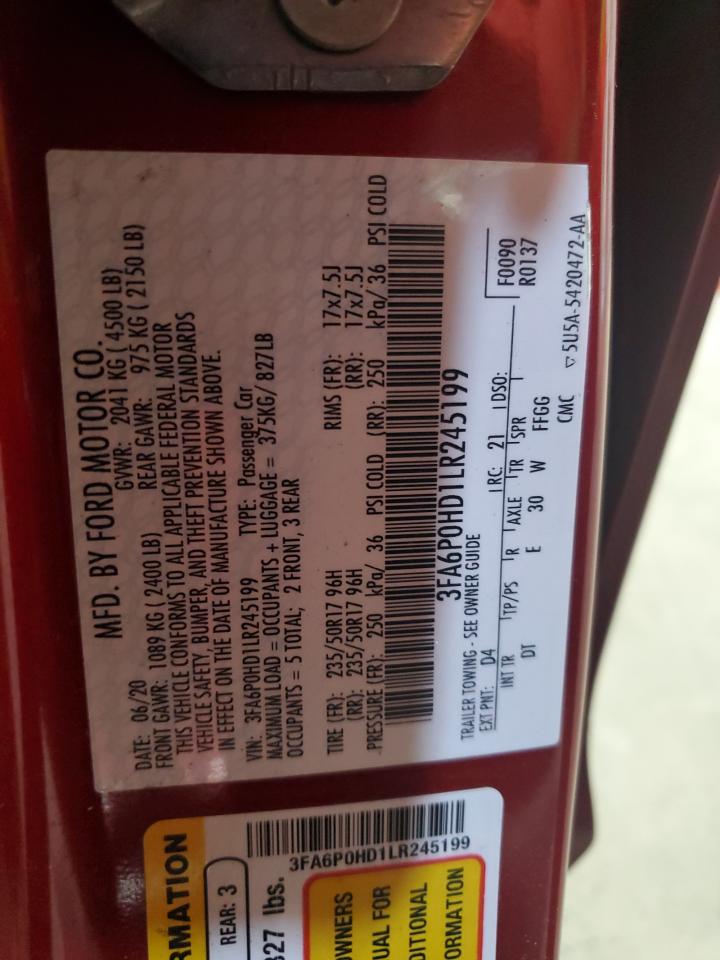 MFD. BY FORD MOTOR CO.
DATE: 06/20 GVWR: 2041 KG ( 4500 LB)
FRONT GAWR: 1089 KG ( 2400 LB) REAR GAWR: 975 KG ( 2150 LB)
THIS VEHICLE CONFORMS TO ALL APPLICABLE FEDERAL MOTOR
VEHICLE SAFETY, BUMPER, AND THEFT PREVENTION STANDARDS
IN EFFECT ON THE DATE OF MANUFACTURE SHOWN ABOVE.
VIN: 3FA6P0HD1LR245199 TYPE: Passenger Car
MAXIMUM LOAD = OCCUPANTS + LUGGAGE = 375KG/ 827LB
OCCUPANTS = 5 TOTAL; 2 FRONT, 3 REAR
TIRE (FR): 235/50R17 96H RIMS (FR): 17x7.5J
(RR): 235/50R17 96H (RR): 17x7.5J
PRESSURE (FR): 250 kPa/ 36 PSI COLD (RR): 250 kPa/ 36 PSI COLD
3FA6P0HD1LR245199
TRAILER TOWING - SEE OWNER GUIDE
EXT PNT: D4 RC: 21 DSO: F0090
R0137
INT TR TP/PS R AXLE TR SPR
DT E 30 W FFGG
CMC ▽ 5U5A-5420472-AA
RMATION
REAR: 3
327 lbs.
3FA6P0HD1LR245199
OWNERS
UAL FOR
DITIONAL
ORMATION